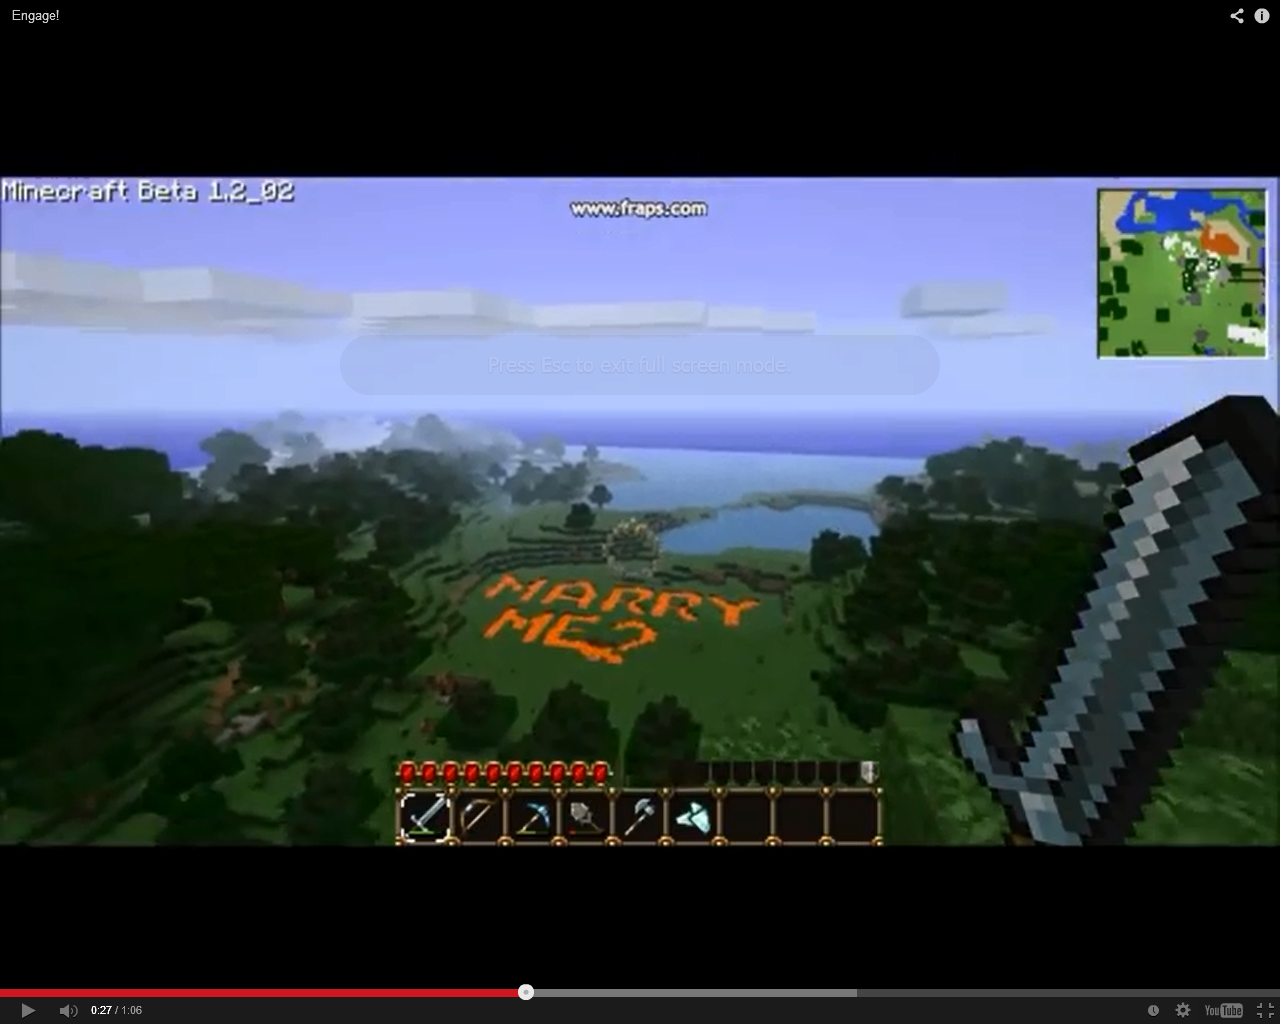 Engage!
Minecraft Beta 1.2_02
www.fraps.com
Press Esc to exit full screen mode.
MARRY
ME?
0:27 / 1:06
YouTube